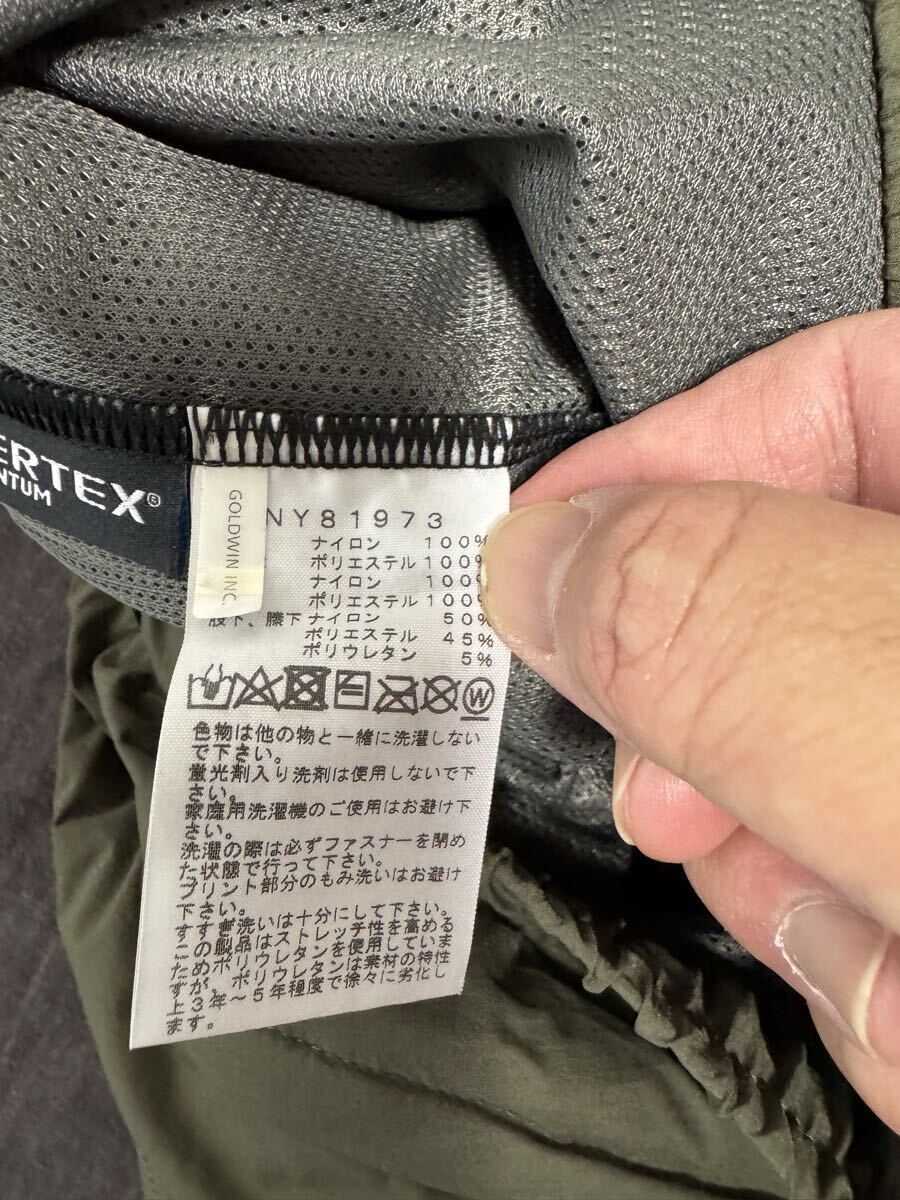 ERTEX®
NTUM
GOLDWIN INC.
NY81973
ナイロン 100%
ポリエステル 100%
ナイロン 100%
ポリエステル 100%
股下、膝下ナイロン 50%
ポリエステル 45%
ポリウレタン 5%
W
色物は他の物と一緒に洗濯しない
で下さい。
蛍光剤入り洗剤は使用しないで下
さい。
家庭用洗濯機のご使用はお避け下
さい。
洗濯の際は必ずファスナーを閉め
た状態で行って下さい。
プリント部分のもみ洗いはお避け
下さい。
すすぎ洗いは十分にして下さい。
この製品はストレッチ性を高める
ためポリウレタンを使用していま
すが、ポリウレタンは素材の特性
上3年〜5年程度で徐々に劣化し
ます。